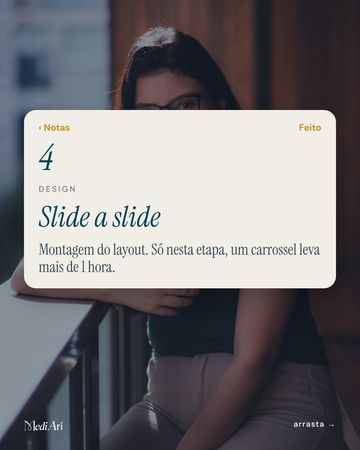 ‹ Notas
Feito
4
DESIGN
Slide a slide
Montagem do layout. Só nesta etapa, um carrossel leva
mais de 1 hora.
MediAri
arrasta →